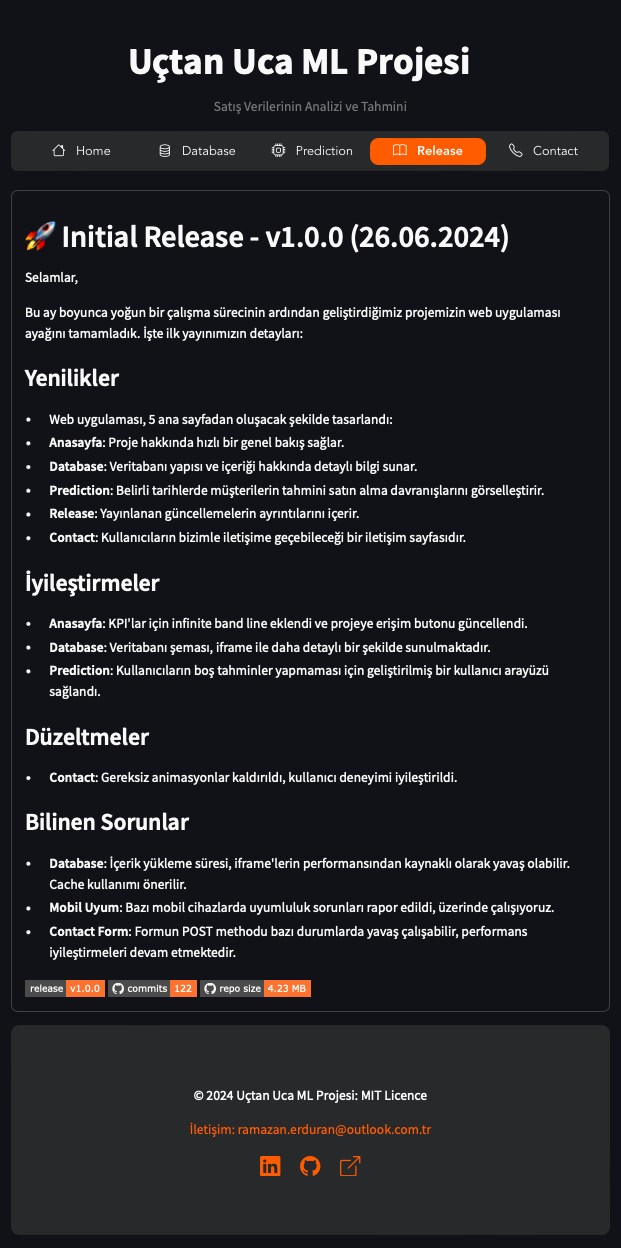 Uçtan Uca ML Projesi
Satış Verilerinin Analizi ve Tahmini
Home Database Prediction Release Contact
🚀 Initial Release - v1.0.0 (26.06.2024)
Selamlar,
Bu ay boyunca yoğun bir çalışma sürecinin ardından geliştirdiğimiz projemizin web uygulaması
ayağını tamamladık. İşte ilk yayınımızın detayları:
Yenilikler
• Web uygulaması, 5 ana sayfadan oluşacak şekilde tasarlandı:
• Anasayfa: Proje hakkında hızlı bir genel bakış sağlar.
• Database: Veritabanı yapısı ve içeriği hakkında detaylı bilgi sunar.
• Prediction: Belirli tarihlerde müşterilerin tahmini satın alma davranışlarını görselleştirir.
• Release: Yayınlanan güncellemelerin ayrıntılarını içerir.
• Contact: Kullanıcıların bizimle iletişime geçebileceği bir iletişim sayfasıdır.
İyileştirmeler
• Anasayfa: KPI'lar için infinite band line eklendi ve projeye erişim butonu güncellendi.
• Database: Veritabanı şeması, iframe ile daha detaylı bir şekilde sunulmaktadır.
• Prediction: Kullanıcıların boş tahminler yapmaması için geliştirilmiş bir kullanıcı arayüzü
sağlandı.
Düzeltmeler
• Contact: Gereksiz animasyonlar kaldırıldı, kullanıcı deneyimi iyileştirildi.
Bilinen Sorunlar
• Database: İçerik yükleme süresi, iframe'lerin performansından kaynaklı olarak yavaş olabilir.
Cache kullanımı önerilir.
• Mobil Uyum: Bazı mobil cihazlarda uyumluluk sorunları rapor edildi, üzerinde çalışıyoruz.
• Contact Form: Formun POST methodu bazı durumlarda yavaş çalışabilir, performans
iyileştirmeleri devam etmektedir.
release v1.0.0 commits 122 repo size 4.23 MB
© 2024 Uçtan Uca ML Projesi: MIT Licence
İletişim: ramazan.erduran@outlook.com.tr